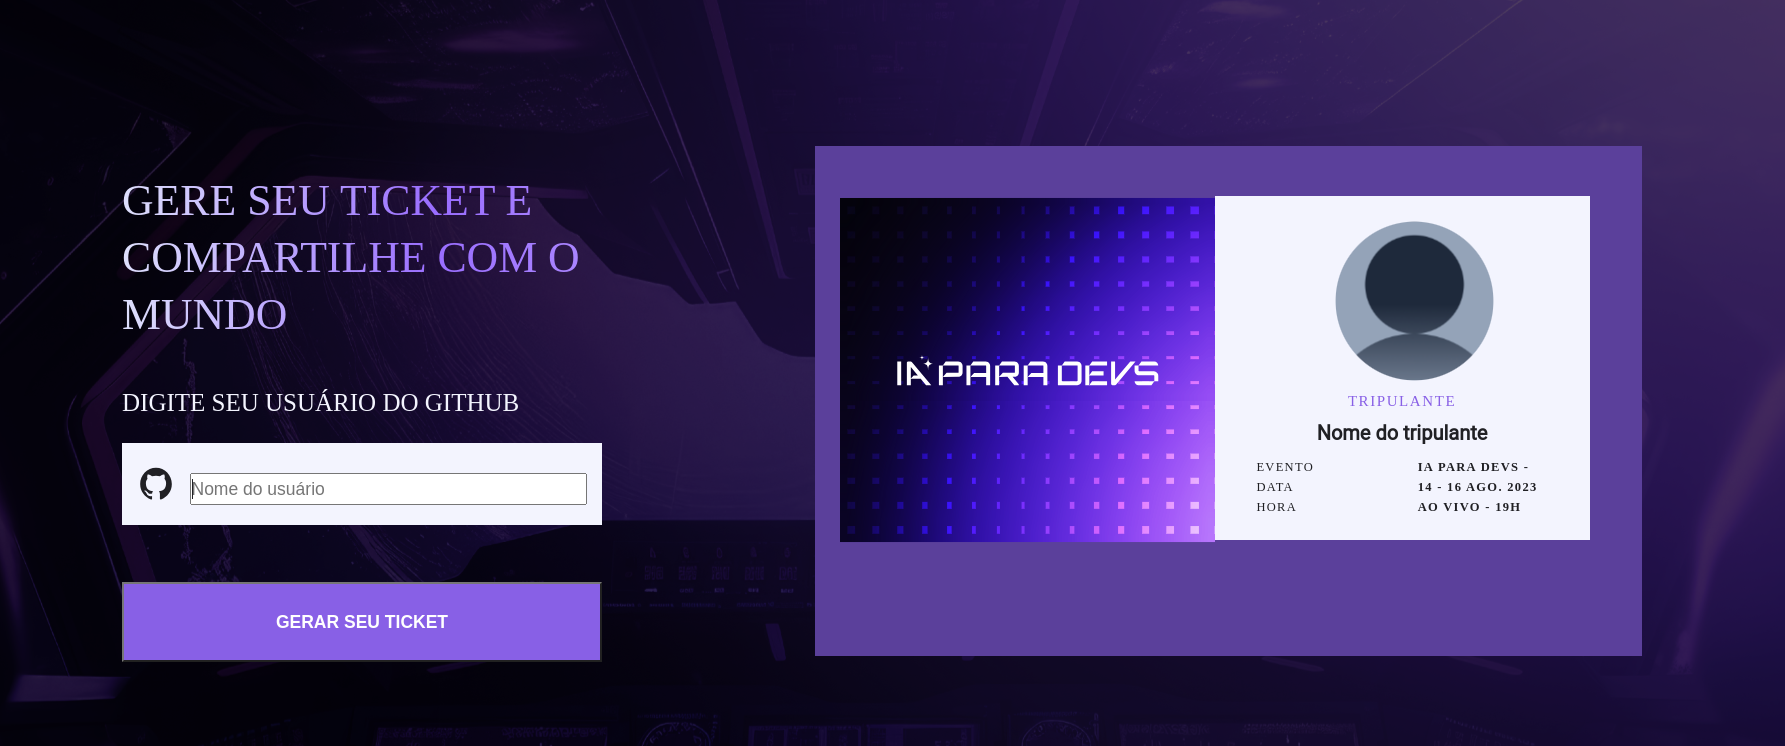 GERE SEU TICKET E
COMPARTILHE COM O
MUNDO
DIGITE SEU USUÁRIO DO GITHUB
Nome do usuário
GERAR SEU TICKET
IA PARA DEVS
TRIPULANTE
Nome do tripulante
EVENTO IA PARA DEVS -
DATA 14 - 16 AGO. 2023
HORA AO VIVO - 19H